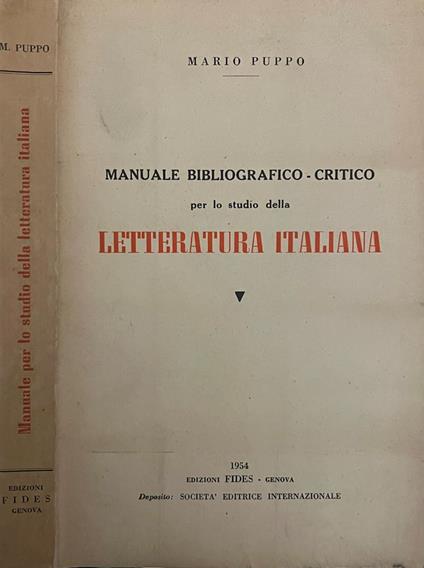 M. PUPPO
Manuale per lo studio della letteratura italiana
EDIZIONI
FIDES
GENOVA
MARIO PUPPO
MANUALE BIBLIOGRAFICO - CRITICO
per lo studio della
LETTERATURA ITALIANA
1954
EDIZIONI FIDES - GENOVA
Deposito: SOCIETA' EDITRICE INTERNAZIONALE